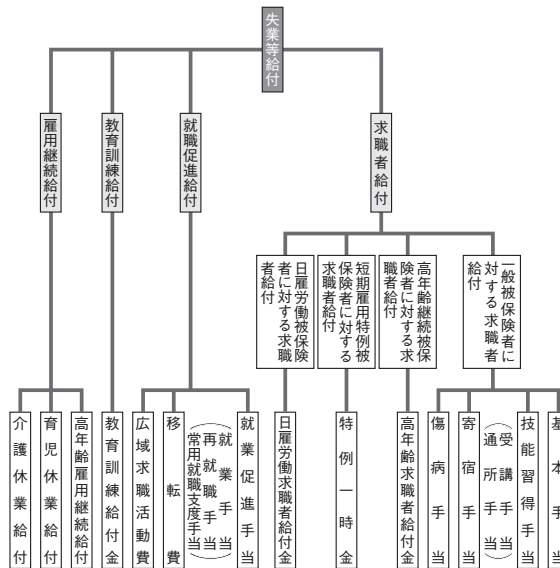 失業等給付
求職者給付
就職促進給付
教育訓練給付
雇用継続給付
一般被保険者に
対する求職者
給付
高年齢継続被保
険者に対する求
職者給付
短期雇用特例被
保険者に対する
求職者給付
日雇労働被保険
者に対する求職
者給付
基本手当
技能習得手当
(受講手当
通所手当)
寄宿手当
傷病手当
高年齢求職者給付金
特例一時金
日雇労働求職者給付金
就業促進手当
(就業手当
再就職手当
常用就職支度手当)
移転費
広域求職活動費
教育訓練給付金
高年齢雇用継続給付
育児休業給付
介護休業給付